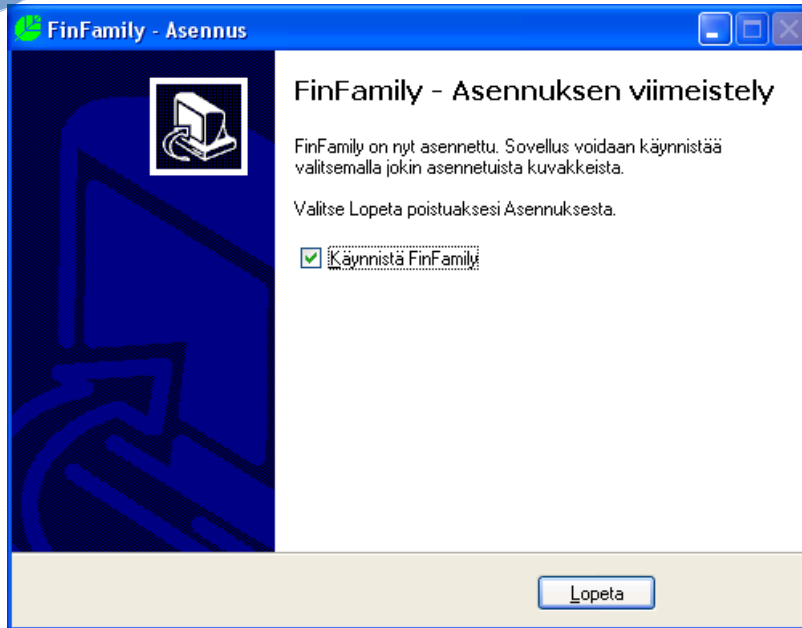 FinFamily - Asennus
FinFamily - Asennuksen viimeistely
FinFamily on nyt asennettu. Sovellus voidaan käynnistää
valitsemalla jokin asennetuista kuvakkeista.
Valitse Lopeta poistuaksesi Asennuksesta.
Käynnistä FinFamily
Lopeta